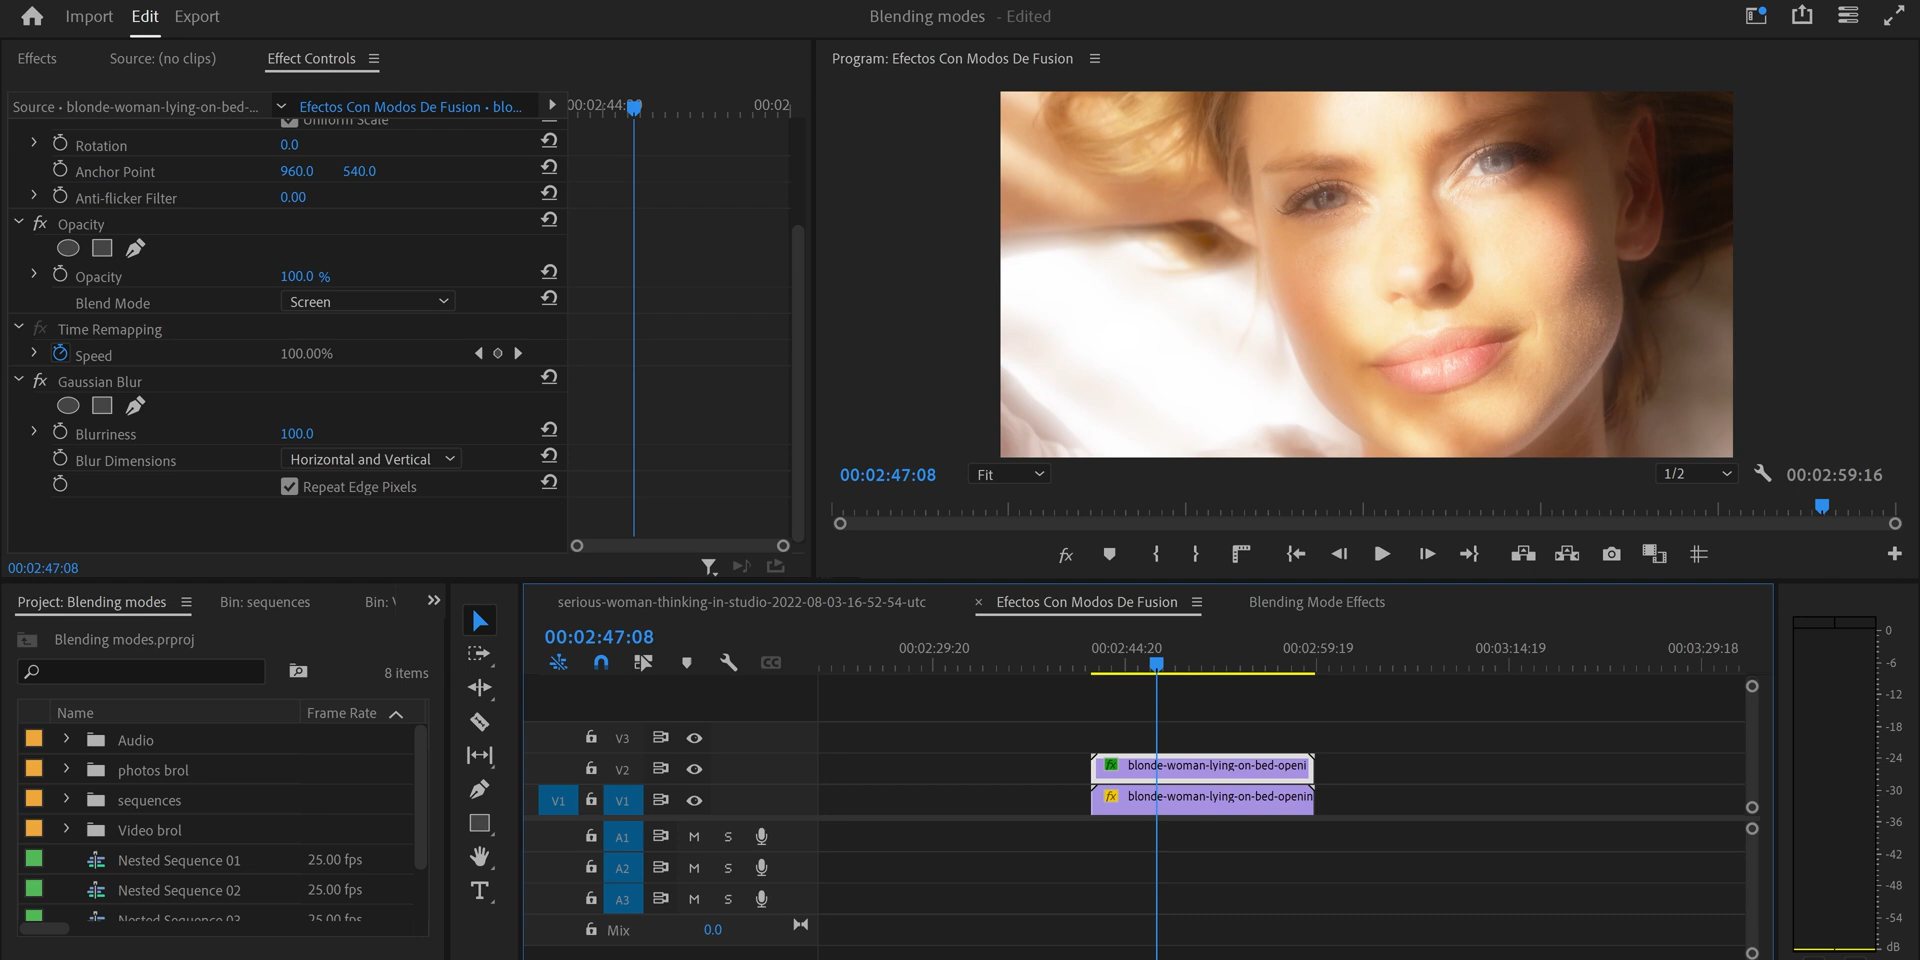 Import Edit Export
Blending modes - Edited
Effects Source: (no clips) Effect Controls
Source • blonde-woman-lying-on-bed-... Efectos Con Modos De Fusion • blo...
00:02:44: 00:02
Uniform Scale
Rotation 0.0
Anchor Point 960.0 540.0
Anti-flicker Filter 0.00
fx Opacity
Opacity 100.0 %
Blend Mode Screen
fx Time Remapping
Speed 100.00%
fx Gaussian Blur
Blurriness 100.0
Blur Dimensions Horizontal and Vertical
Repeat Edge Pixels
00:02:47:08
Program: Efectos Con Modos De Fusion
00:02:47:08 Fit 1/2 00:02:59:16
fx
Project: Blending modes Bin: sequences Bin: \
Blending modes.prproj
8 items
Name Frame Rate
Audio
photos brol
sequences
Video brol
Nested Sequence 01 25.00 fps
Nested Sequence 02 25.00 fps
Nested Sequence 03 25.00 fps
T
serious-woman-thinking-in-studio-2022-08-03-16-52-54-utc × Efectos Con Modos De Fusion Blending Mode Effects
00:02:47:08
CC
00:02:29:20 00:02:44:20 00:02:59:19 00:03:14:19 00:03:29:18
V3
V2 fx blonde-woman-lying-on-bed-openi
V1 V1 fx blonde-woman-lying-on-bed-openin
A1 M S
A2 M S
A3 M S
Mix 0.0
0
-6
-12
-18
-24
-30
-36
-42
-48
-54
dB